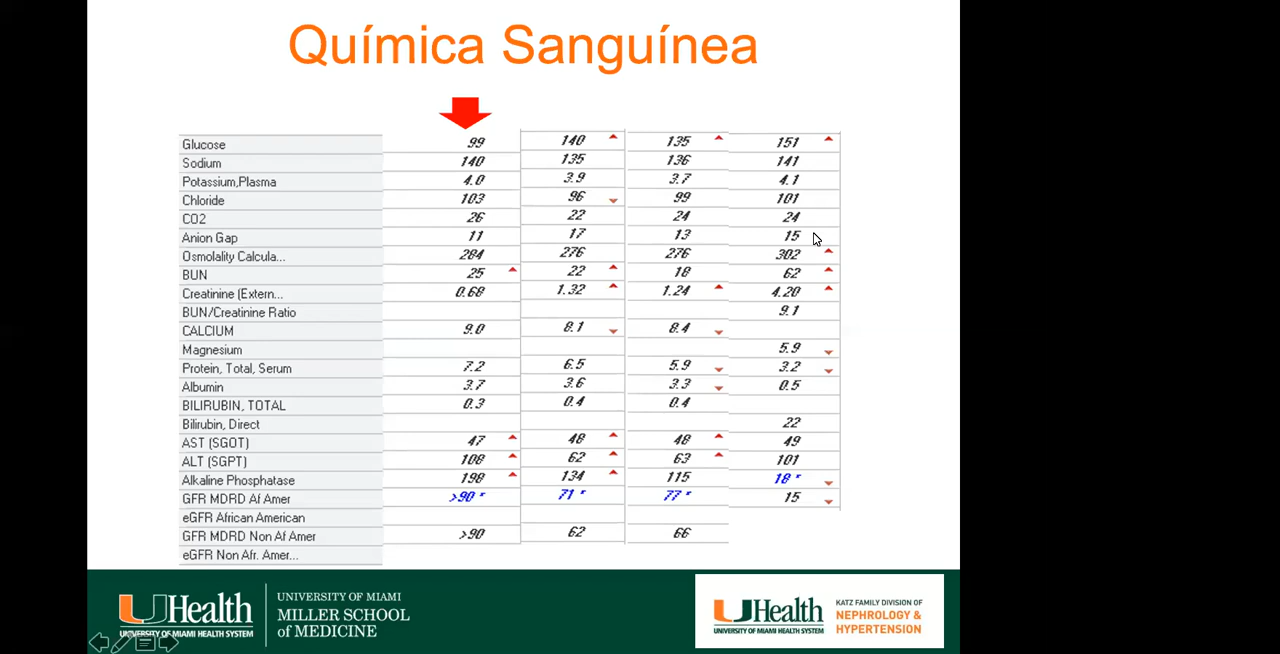 Química Sanguínea
Glucose 99 140 135 151
Sodium 140 135 136 141
Potassium,Plasma 4.0 3.9 3.7 4.1
Chloride 103 96 99 101
CO2 26 22 24 24
Anion Gap 11 17 13 15
Osmolality Calcula... 284 276 276 302
BUN 25 22 18 62
Creatinine (Extern... 0.68 1.32 1.24 4.20
BUN/Creatinine Ratio 9.1
CALCIUM 9.0 8.1 8.4
Magnesium 5.9
Protein, Total, Serum 7.2 6.5 5.9 3.2
Albumin 3.7 3.6 3.3 0.5
BILIRUBIN, TOTAL 0.3 0.4 0.4
Bilirubin, Direct 22
AST (SGOT) 47 48 48 49
ALT (SGPT) 108 62 63 101
Alkaline Phosphatase 198 134 115 18 *
GFR MDRD Af Amer >90 * 71 * 77 * 15
eGFR African American
GFR MDRD Non Af Amer >90 62 66
eGFR Non Afr. Amer...
UHealth
UNIVERSITY OF MIAMI HEALTH SYSTEM
UNIVERSITY OF MIAMI
MILLER SCHOOL
of MEDICINE
UHealth
UNIVERSITY OF MIAMI HEALTH SYSTEM
KATZ FAMILY DIVISION OF
NEPHROLOGY &
HYPERTENSION